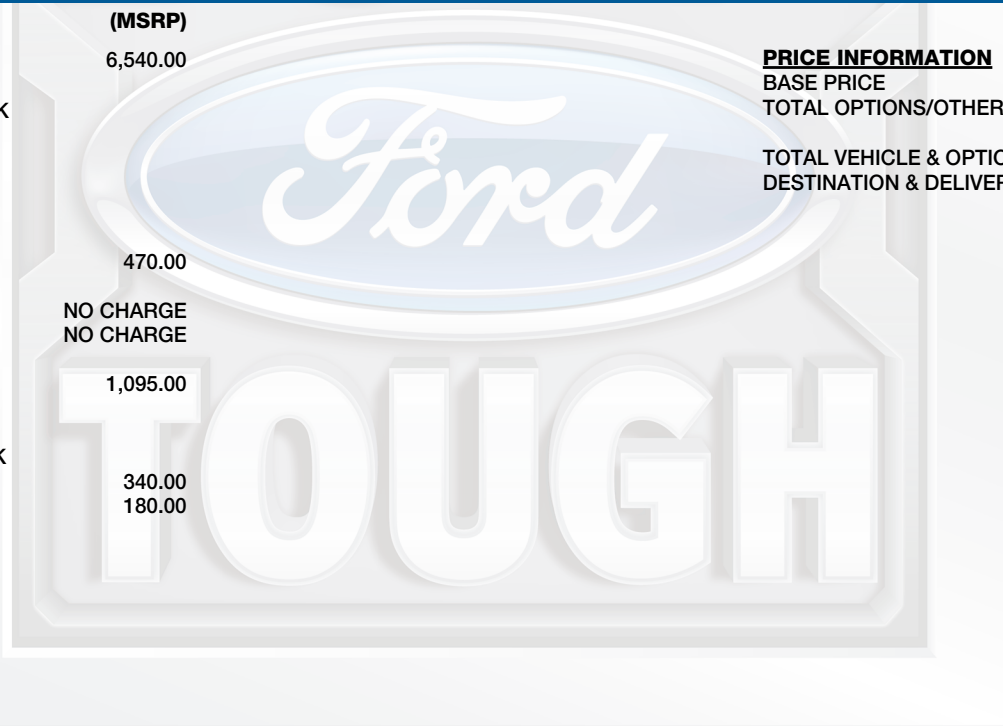 (MSRP)
6,540.00
K
470.00
NO CHARGE
NO CHARGE
1,095.00
K
340.00
180.00
PRICE INFORMATION
BASE PRICE
TOTAL OPTIONS/OTHER
TOTAL VEHICLE & OPTIO
DESTINATION & DELIVER
Ford
TOUGH